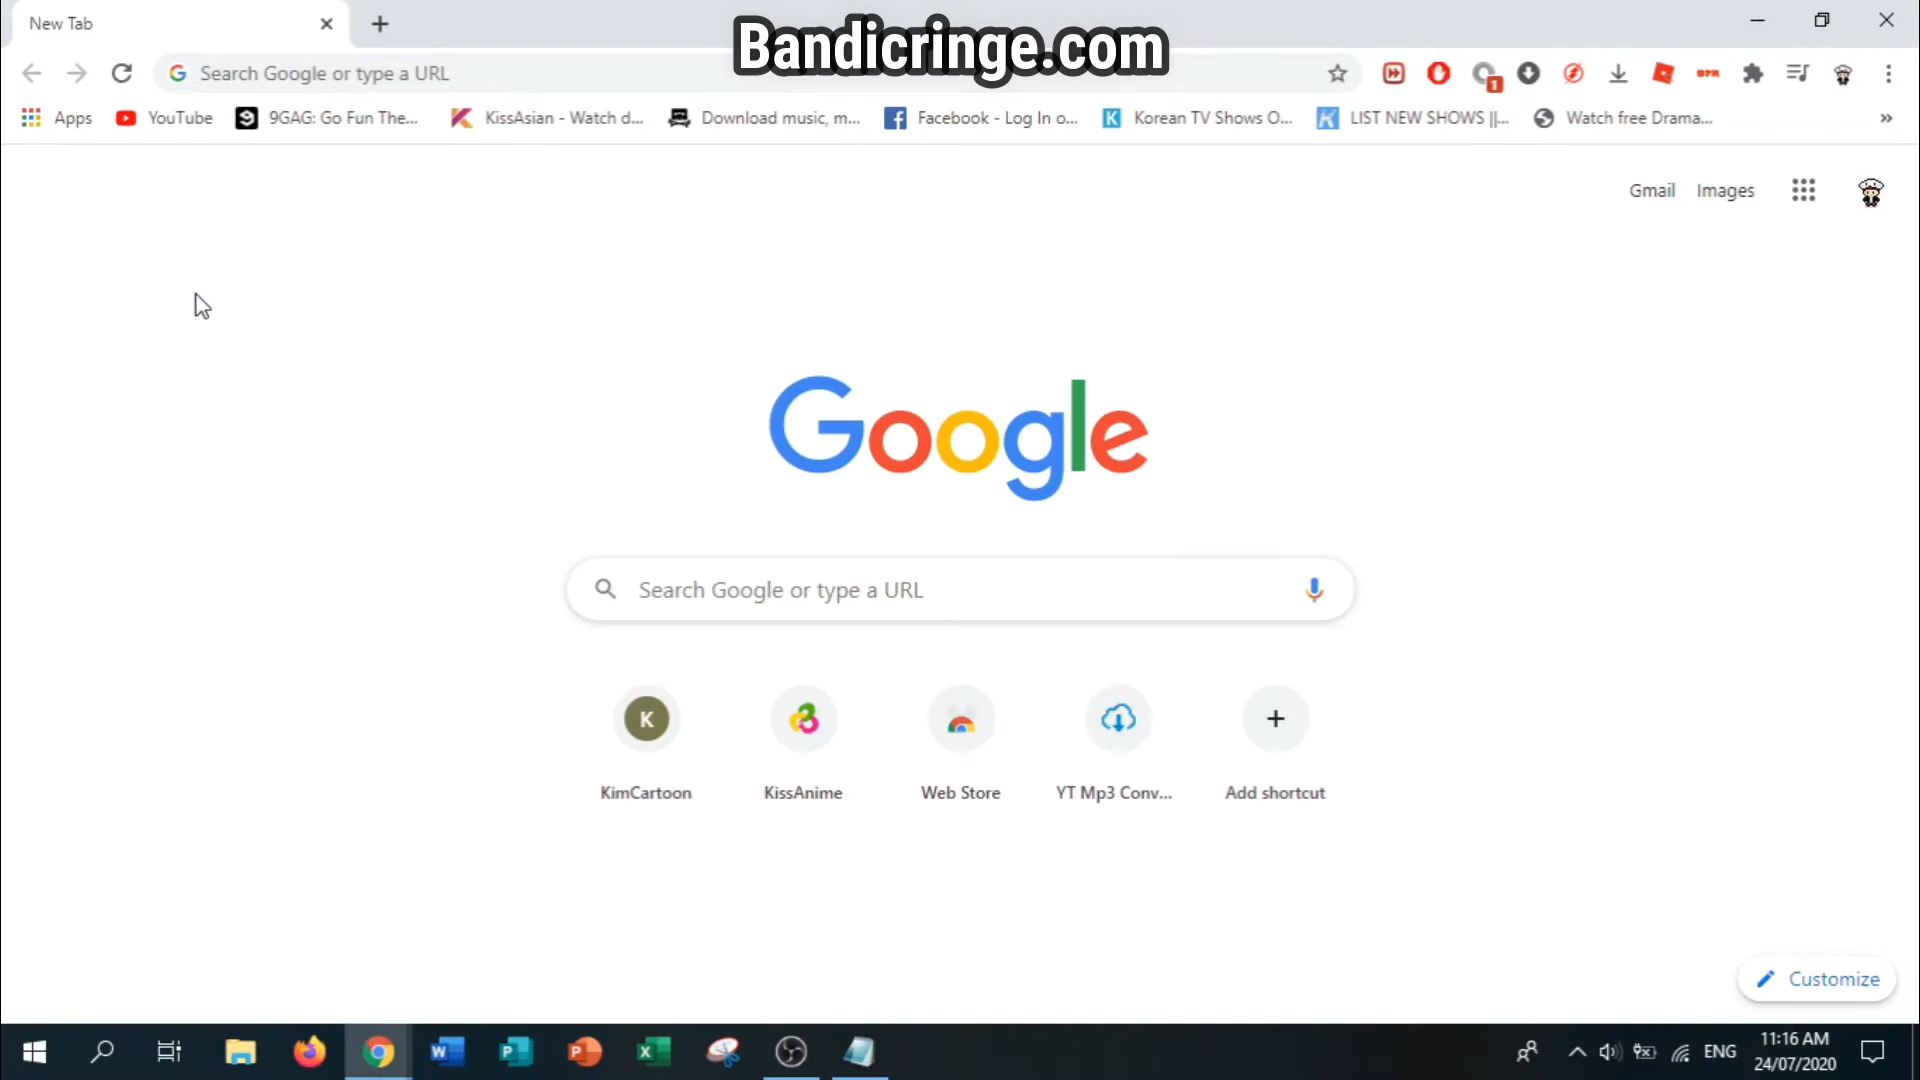 New Tab
Bandicringe.com
Search Google or type a URL
1
Apps YouTube 9GAG: Go Fun The... KissAsian - Watch d... Download music, m... Facebook - Log In o... Korean TV Shows O... LIST NEW SHOWS ||... Watch free Drama... »
Gmail Images
Google
Search Google or type a URL
K
KimCartoon KissAnime Web Store YT Mp3 Conv... Add shortcut
Customize
ENG
11:16 AM
24/07/2020